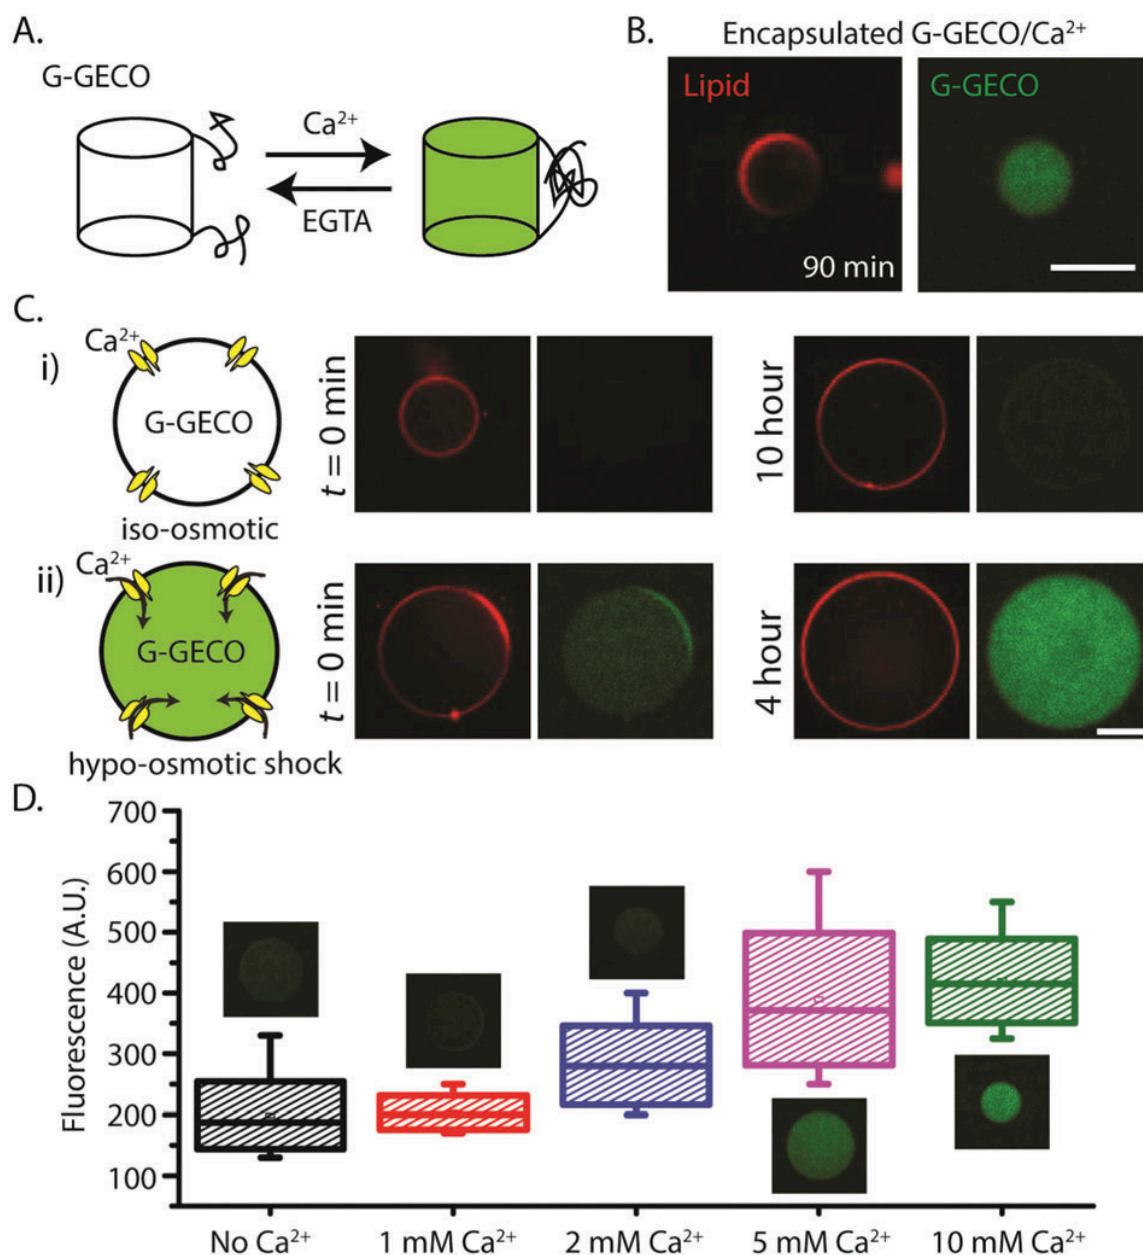 A.
G-GECO
Ca²⁺
EGTA
B.
Encapsulated G-GECO/Ca²⁺
Lipid
90 min
G-GECO
C.
i)
Ca²⁺
G-GECO
iso-osmotic
t = 0 min
10 hour
ii)
Ca²⁺
G-GECO
hypo-osmotic shock
t = 0 min
4 hour
D.
Fluorescence (A.U.)
700
600
500
400
300
200
100
No Ca²⁺
1 mM Ca²⁺
2 mM Ca²⁺
5 mM Ca²⁺
10 mM Ca²⁺